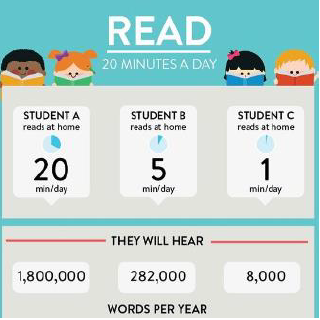 READ
20 MINUTES A DAY
STUDENT A STUDENT B STUDENT C
reads at home reads at home reads at home
20 5 1
min/day min/day min/day
THEY WILL HEAR
1,800,000 282,000 8,000
WORDS PER YEAR